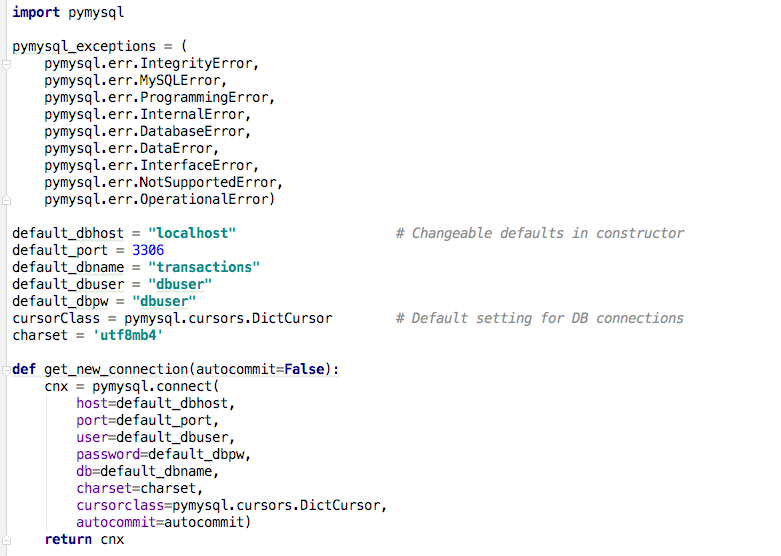 import pymysql
pymysql_exceptions = (
    pymysql.err.IntegrityError,
    pymysql.err.MySQLError,
    pymysql.err.ProgrammingError,
    pymysql.err.InternalError,
    pymysql.err.DatabaseError,
    pymysql.err.DataError,
    pymysql.err.InterfaceError,
    pymysql.err.NotSupportedError,
    pymysql.err.OperationalError)
default_dbhost = "localhost"                    # Changeable defaults in constructor
default_port = 3306
default_dbname = "transactions"
default_dbuser = "dbuser"
default_dbpw = "dbuser"
cursorClass = pymysql.cursors.DictCursor        # Default setting for DB connections
charset = 'utf8mb4'
def get_new_connection(autocommit=False):
    cnx = pymysql.connect(
        host=default_dbhost,
        port=default_port,
        user=default_dbuser,
        password=default_dbpw,
        db=default_dbname,
        charset=charset,
        cursorclass=pymysql.cursors.DictCursor,
        autocommit=autocommit)
    return cnx